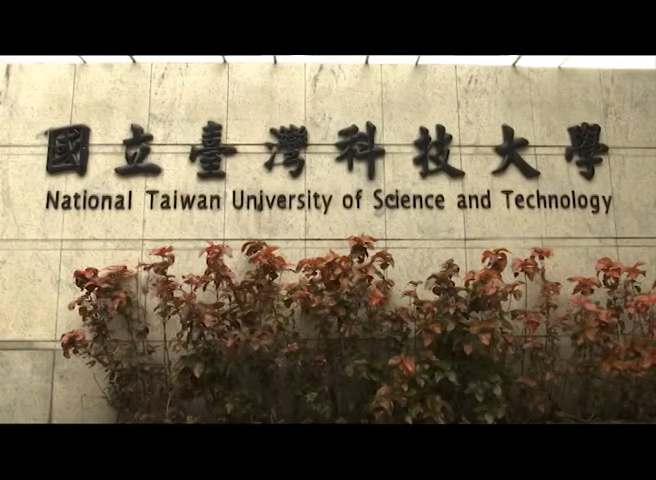 國立臺灣科技大學
National Taiwan University of Science and Technology